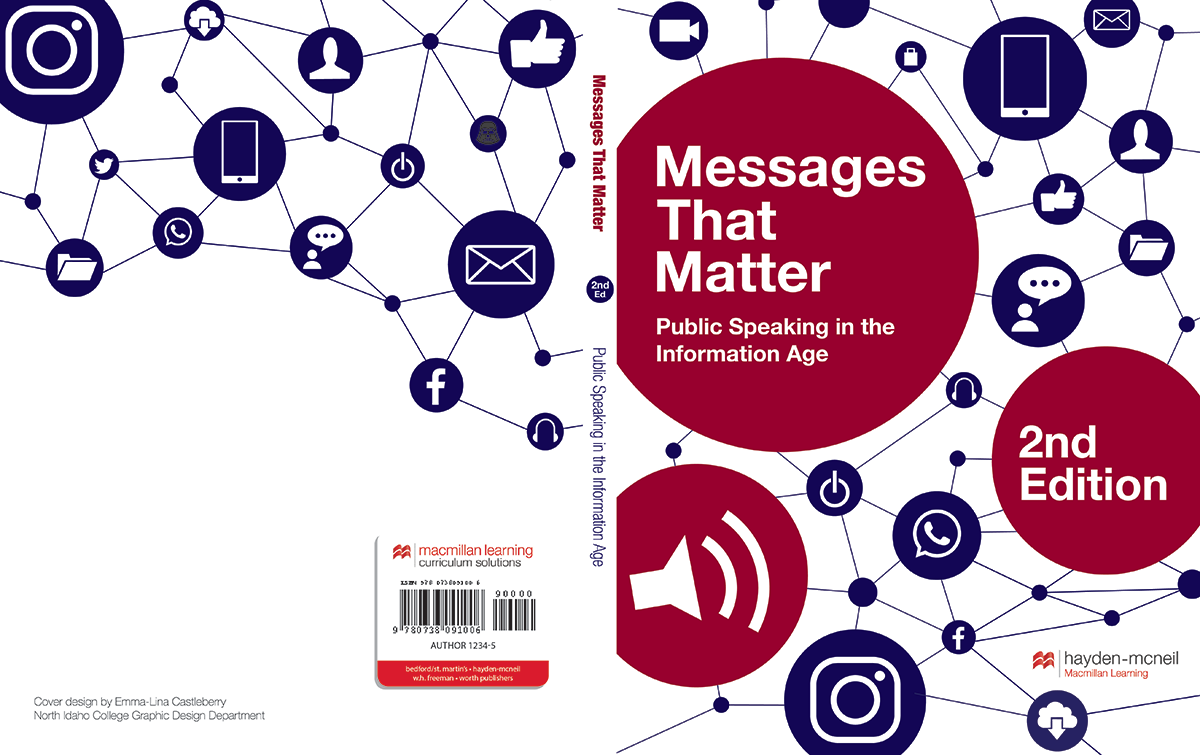 macmillan learning
curriculum solutions
90000
9 780738 091006
AUTHOR 1234-5
bedford/st. martin's • hayden-mcneil
w.h. freeman • worth publishers
Cover design by Emma-Lina Castleberry
North Idaho College Graphic Design Department
Messages That Matter
2nd
Ed
Public Speaking in the Information Age
Messages
That
Matter
Public Speaking in the
Information Age
2nd
Edition
hayden-mcneil
Macmillan Learning